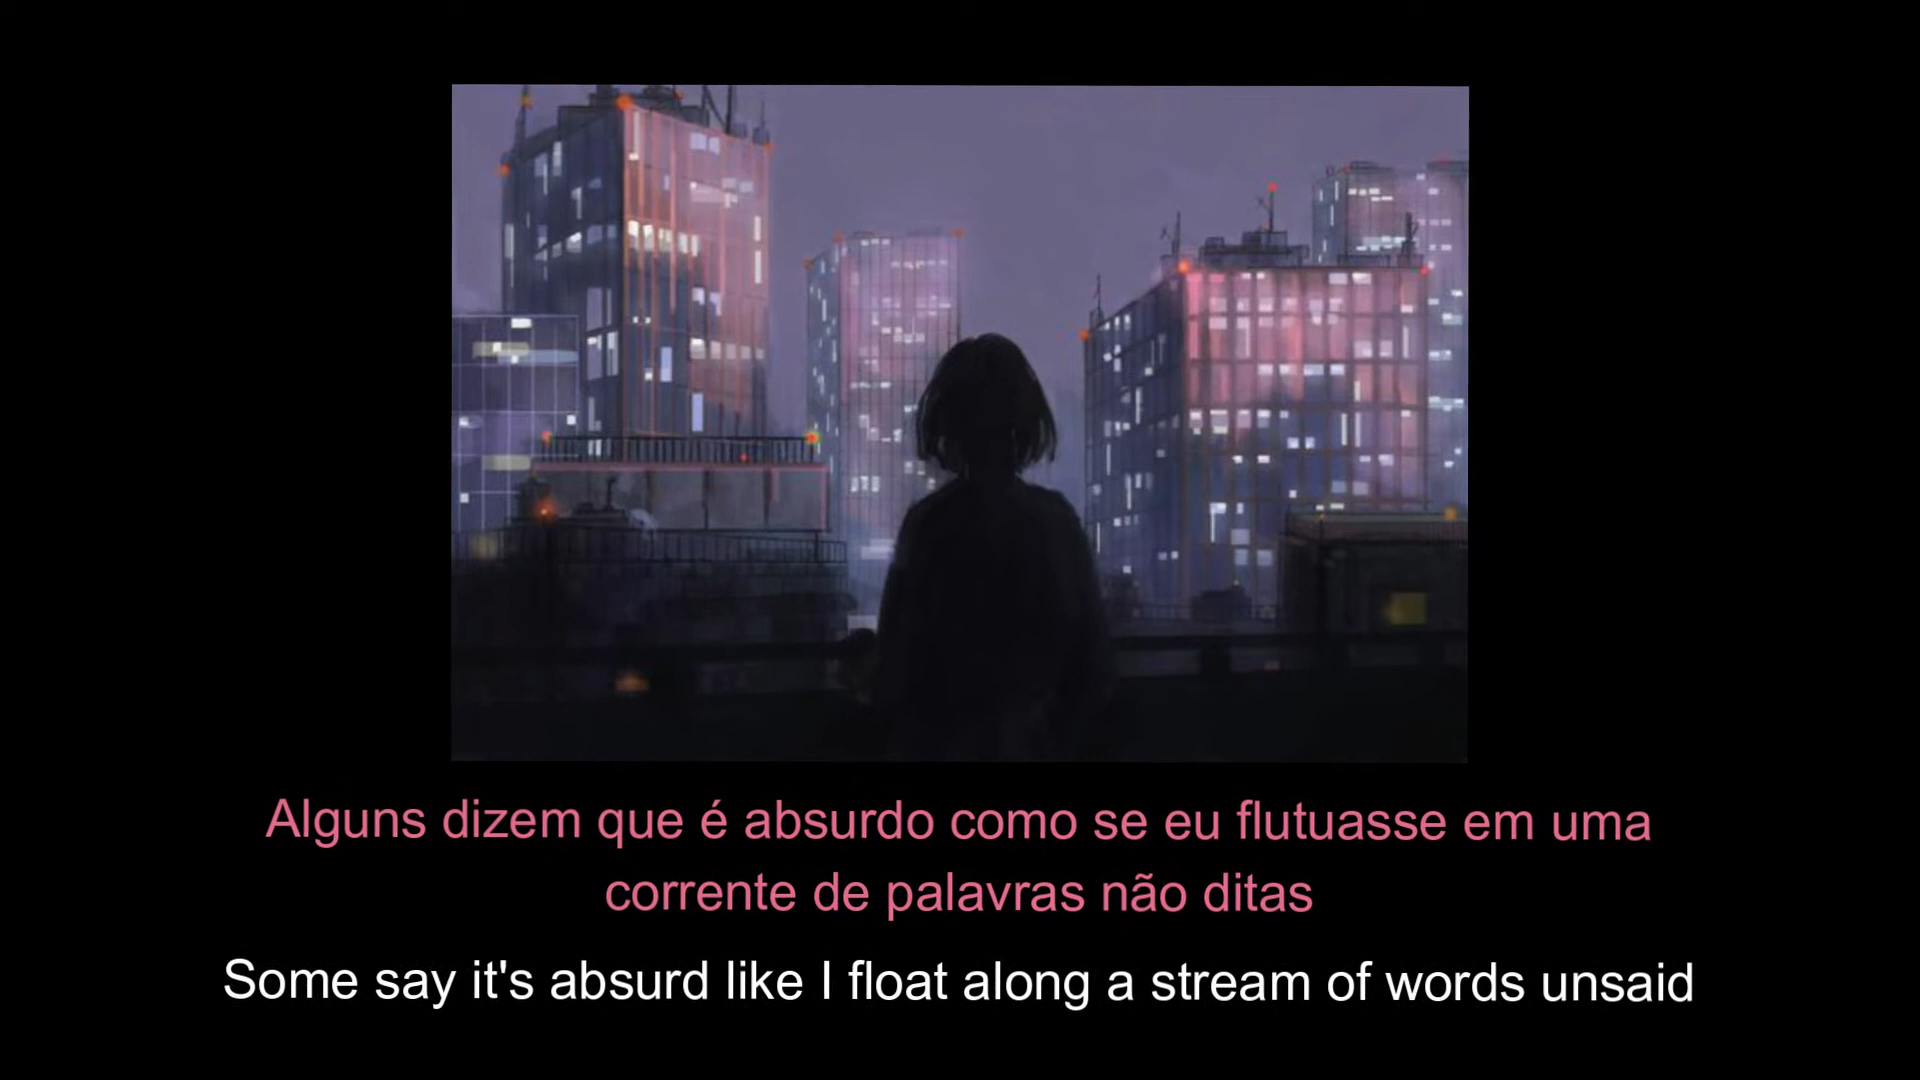 Alguns dizem que é absurdo como se eu flutuasse em uma
corrente de palavras não ditas
Some say it's absurd like I float along a stream of words unsaid